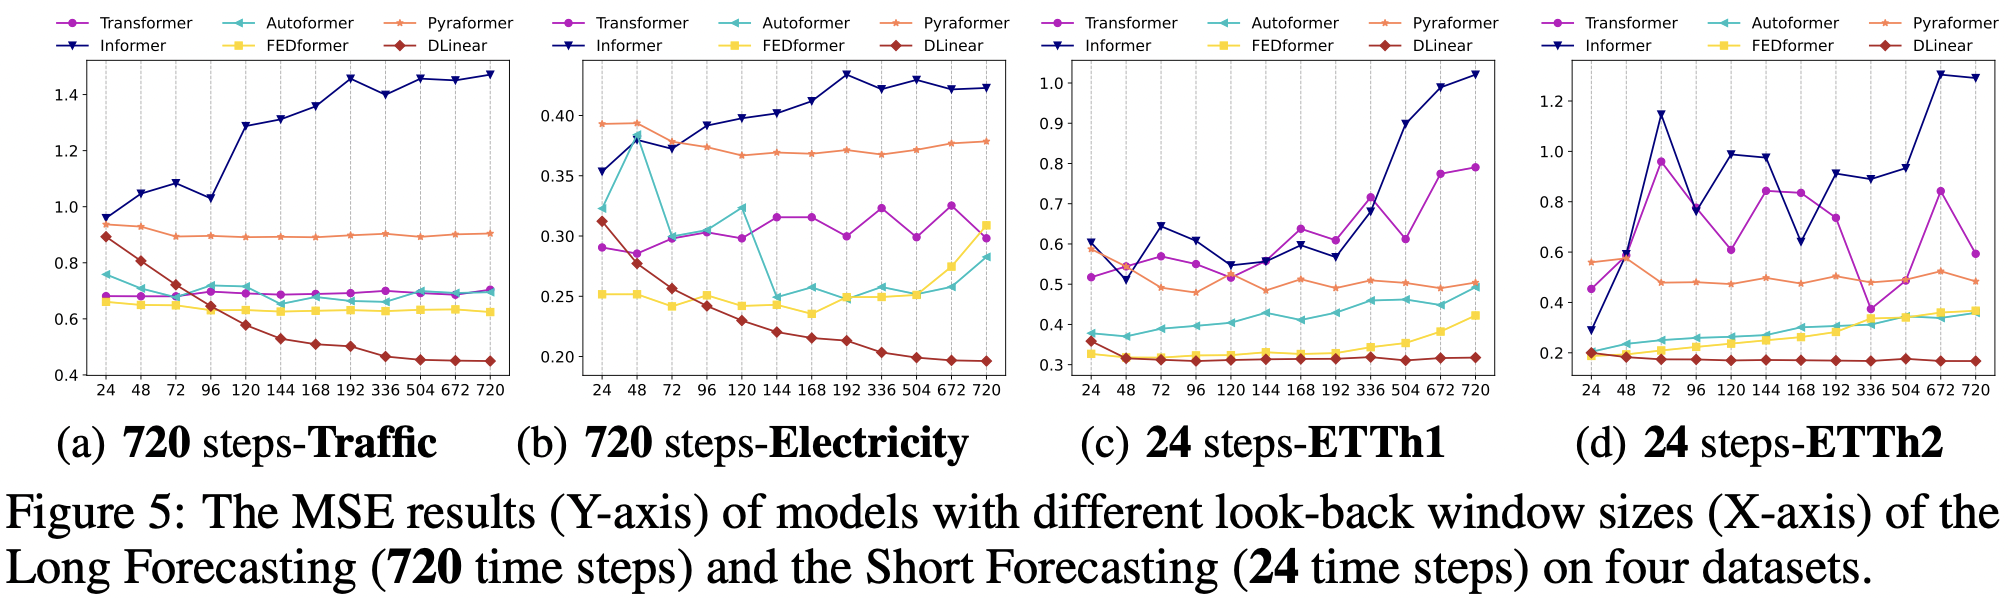 Transformer Autoformer Pyraformer
Informer FEDformer DLinear
1.4
1.2
1.0
0.8
0.6
0.4
24 48 72 96 120 144 168 192 336 504 672 720
(a) 720 steps-Traffic
Transformer Autoformer Pyraformer
Informer FEDformer DLinear
0.40
0.35
0.30
0.25
0.20
24 48 72 96 120 144 168 192 336 504 672 720
(b) 720 steps-Electricity
Transformer Autoformer Pyraformer
Informer FEDformer DLinear
1.0
0.9
0.8
0.7
0.6
0.5
0.4
0.3
24 48 72 96 120 144 168 192 336 504 672 720
(c) 24 steps-ETTh1
Transformer Autoformer Pyraformer
Informer FEDformer DLinear
1.2
1.0
0.8
0.6
0.4
0.2
24 48 72 96 120 144 168 192 336 504 672 720
(d) 24 steps-ETTh2
Figure 5: The MSE results (Y-axis) of models with different look-back window sizes (X-axis) of the
Long Forecasting (720 time steps) and the Short Forecasting (24 time steps) on four datasets.